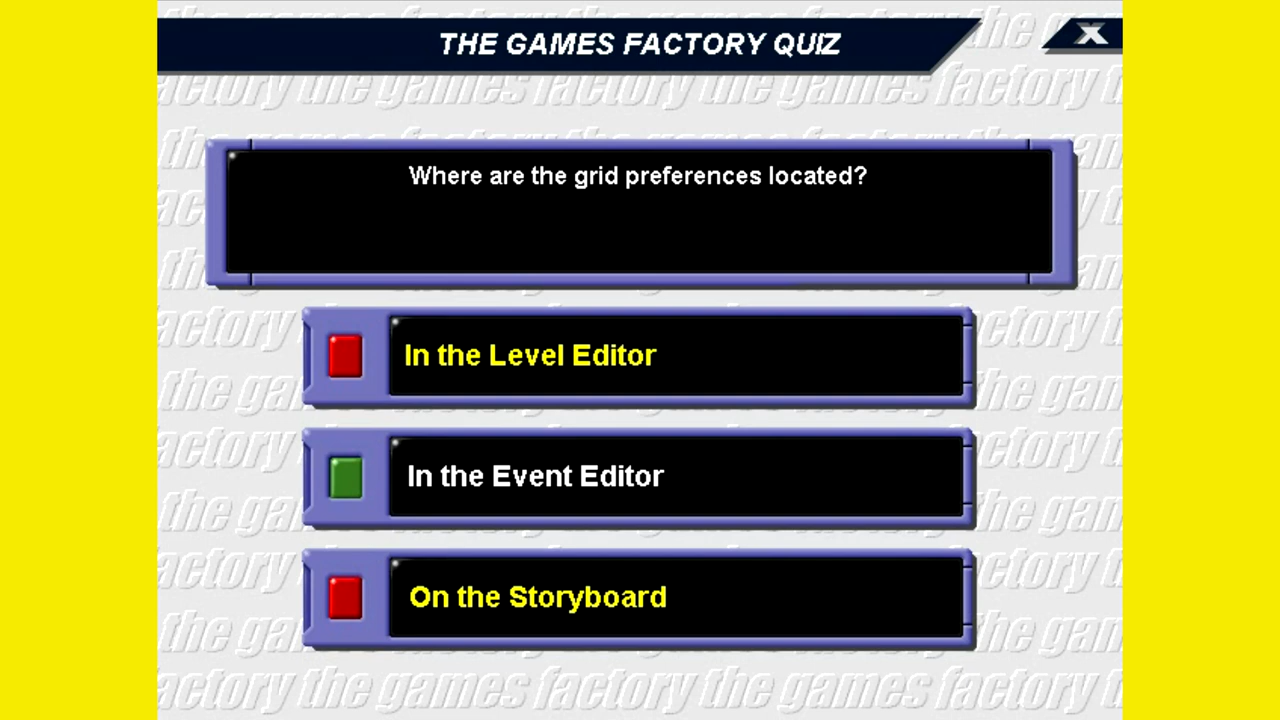 THE GAMES FACTORY QUIZ
X
Where are the grid preferences located?
In the Level Editor
In the Event Editor
On the Storyboard